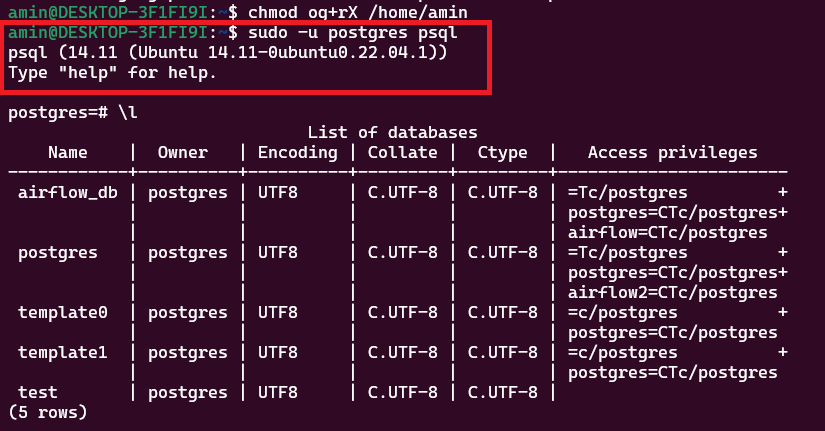 amin@DESKTOP-3F1FI9I:~$ chmod oq+rX /home/amin
amin@DESKTOP-3F1FI9I:~$ sudo -u postgres psql
psql (14.11 (Ubuntu 14.11-0ubuntu0.22.04.1))
Type "help" for help.

postgres=# \l
                              List of databases
    Name    |  Owner   | Encoding | Collate |  Ctype  |   Access privileges
------------+----------+----------+---------+---------+-----------------------
 airflow_db | postgres | UTF8     | C.UTF-8 | C.UTF-8 | =Tc/postgres         +
            |          |          |         |         | postgres=CTc/postgres+
            |          |          |         |         | airflow=CTc/postgres
 postgres   | postgres | UTF8     | C.UTF-8 | C.UTF-8 | =Tc/postgres         +
            |          |          |         |         | postgres=CTc/postgres+
            |          |          |         |         | airflow2=CTc/postgres
 template0  | postgres | UTF8     | C.UTF-8 | C.UTF-8 | =c/postgres          +
            |          |          |         |         | postgres=CTc/postgres
 template1  | postgres | UTF8     | C.UTF-8 | C.UTF-8 | =c/postgres          +
            |          |          |         |         | postgres=CTc/postgres
 test       | postgres | UTF8     | C.UTF-8 | C.UTF-8 |
(5 rows)